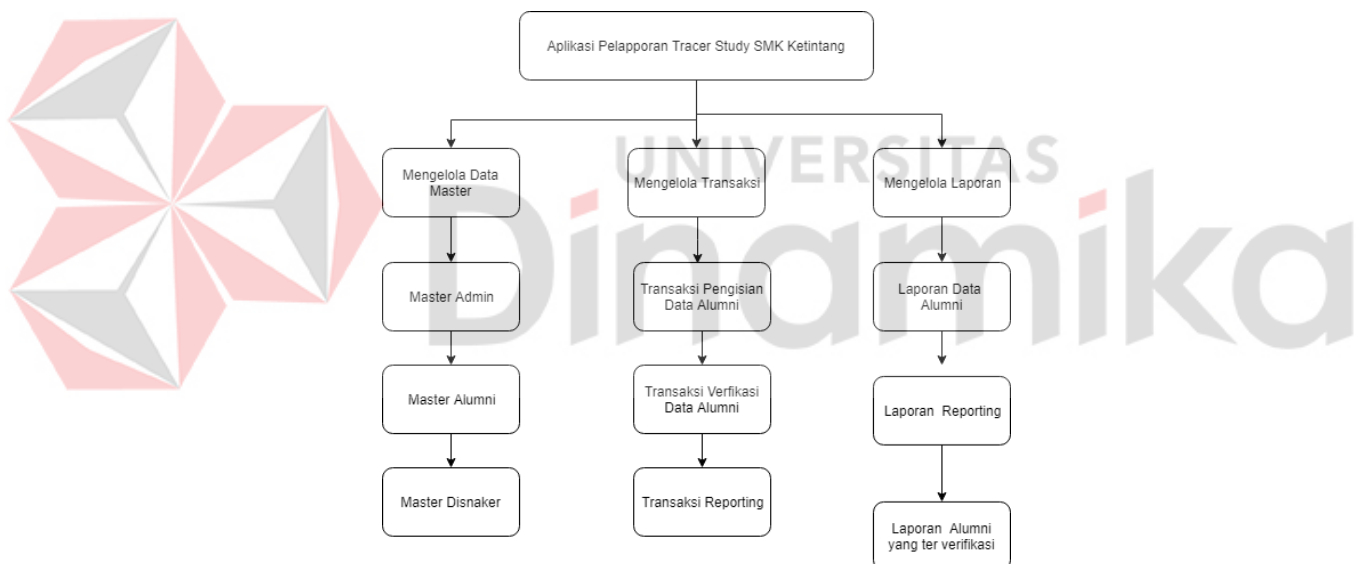 Aplikasi Pelapporan Tracer Study SMK Ketintang
UNIVERSITAS
Dinamika
Mengelola Data
Master
Mengelola Transaksi
Mengelola Laporan
Master Admin
Transaksi Pengisian
Data Alumni
Laporan Data
Alumni
Master Alumni
Transaksi Verfikasi
Data Alumni
Laporan Reporting
Master Disnaker
Transaksi Reporting
Laporan Alumni
yang ter verifikasi